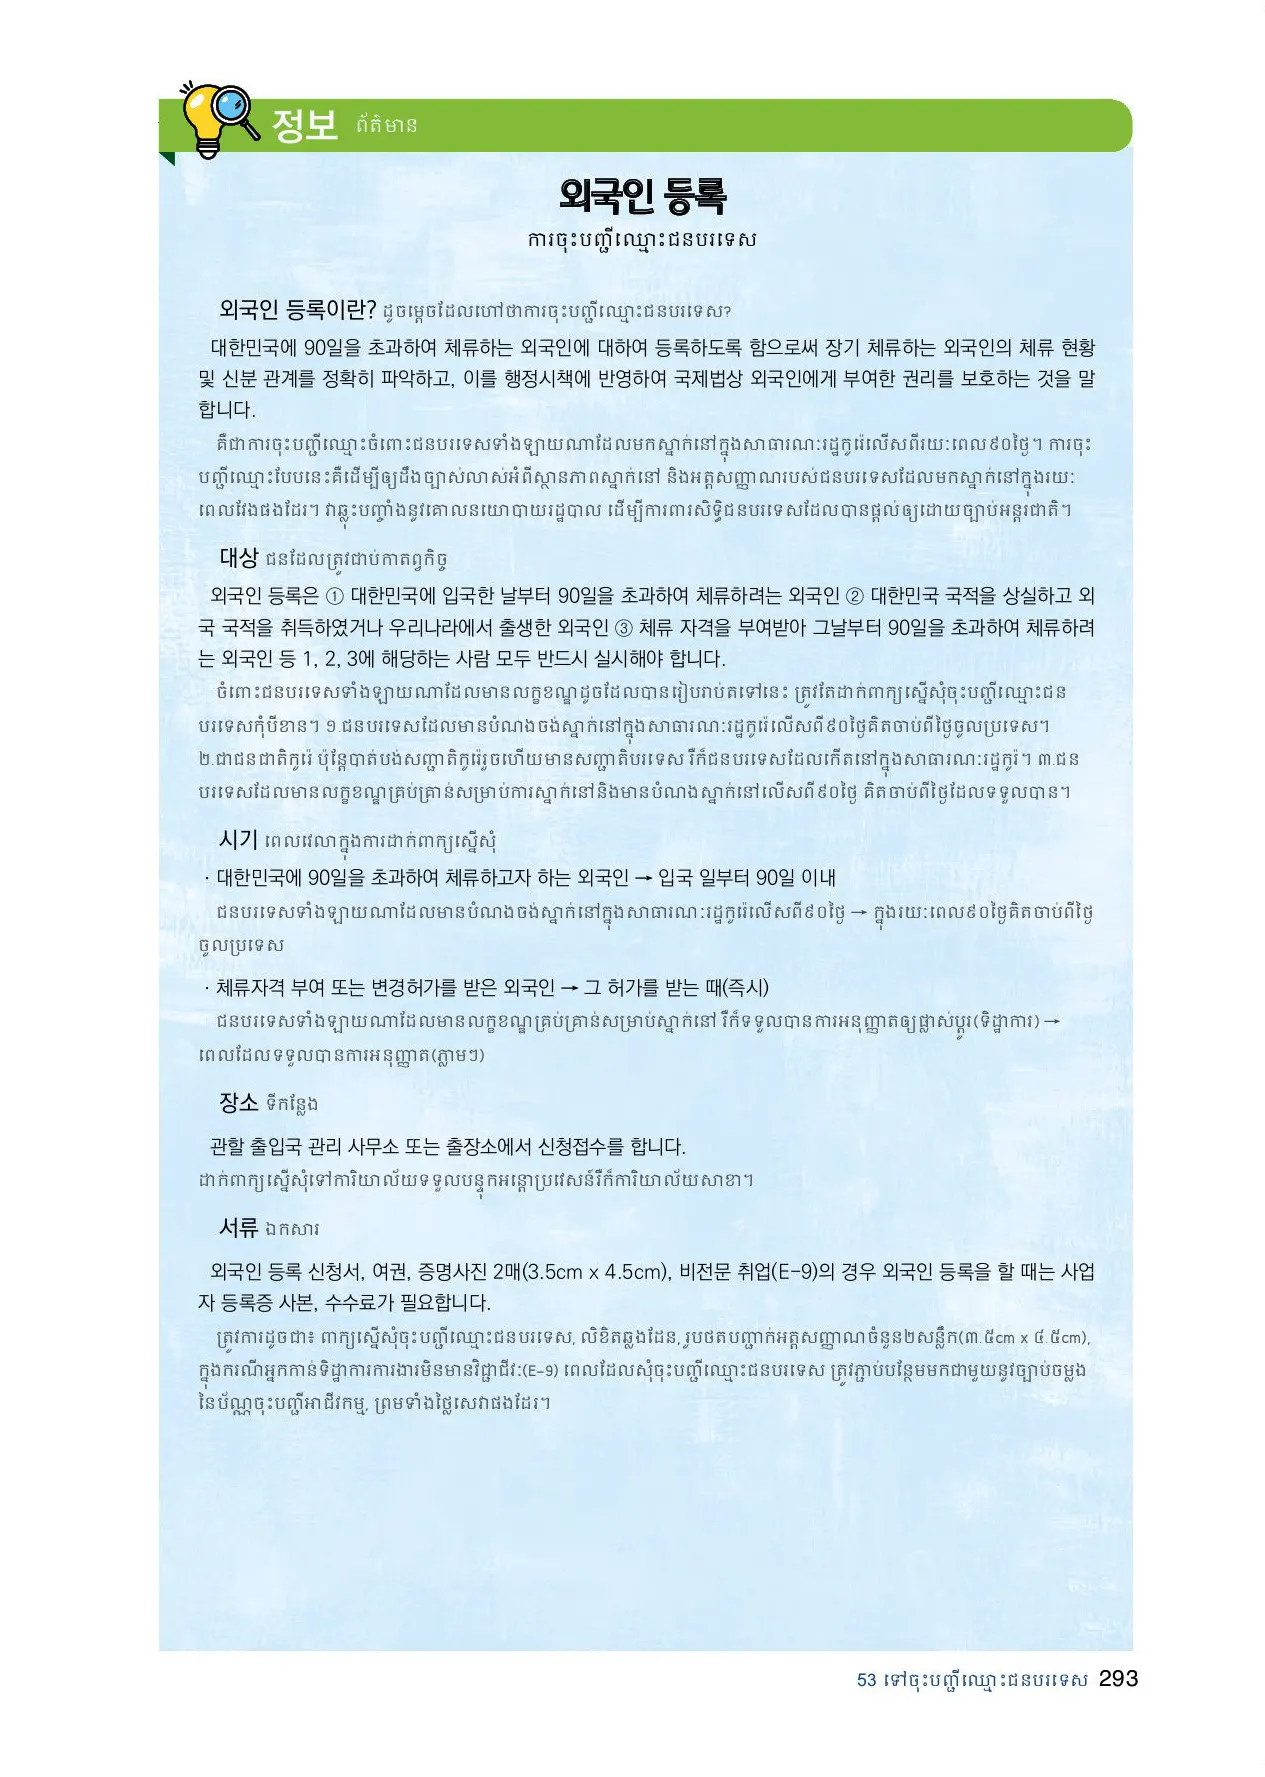 정보 ព័ត៌មាន
외국인 등록
ការចុះបញ្ជីឈ្មោះជនបរទេស
외국인 등록이란? ដូចម្ដេចដែលហៅថាការចុះបញ្ជីឈ្មោះជនបរទេស?
대한민국에 90일을 초과하여 체류하는 외국인에 대하여 등록하도록 함으로써 장기 체류하는 외국인의 체류 현황
및 신분 관계를 정확히 파악하고, 이를 행정시책에 반영하여 국제법상 외국인에게 부여한 권리를 보호하는 것을 말
합니다.
គឺជាការចុះបញ្ជីឈ្មោះចំពោះជនបរទេសទាំងឡាយណាដែលមកស្នាក់នៅក្នុងសាធារណៈរដ្ឋកូរ៉េលើសពីរយៈពេល៩០ថ្ងៃ។ ការចុះ
បញ្ជីឈ្មោះបែបនេះគឺដើម្បីឲ្យដឹងច្បាស់លាស់អំពីស្ថានភាពស្នាក់នៅ និងអត្តសញ្ញាណរបស់ជនបរទេសដែលមកស្នាក់នៅក្នុងរយៈ
ពេលវែងផងដែរ។ វាឆ្លុះបញ្ចាំងនូវគោលនយោបាយរដ្ឋបាល ដើម្បីការពារសិទ្ធិជនបរទេសដែលបានផ្ដល់ឲ្យដោយច្បាប់អន្តរជាតិ។
대상 ជនដែលត្រូវជាប់កាតព្វកិច្ច
외국인 등록은 ① 대한민국에 입국한 날부터 90일을 초과하여 체류하려는 외국인 ② 대한민국 국적을 상실하고 외
국 국적을 취득하였거나 우리나라에서 출생한 외국인 ③ 체류 자격을 부여받아 그날부터 90일을 초과하여 체류하려
는 외국인 등 1, 2, 3에 해당하는 사람 모두 반드시 실시해야 합니다.
ចំពោះជនបរទេសទាំងឡាយណាដែលមានលក្ខខណ្ឌដូចដែលបានរៀបរាប់តទៅនេះ ត្រូវតែដាក់ពាក្យស្នើសុំចុះបញ្ជីឈ្មោះជន
បរទេសកុំបីខាន។ ១.ជនបរទេសដែលមានបំណងចង់ស្នាក់នៅក្នុងសាធារណៈរដ្ឋកូរ៉េលើសពី៩០ថ្ងៃគិតចាប់ពីថ្ងៃចូលប្រទេស។
២.ជាជនជាតិកូរ៉េ ប៉ុន្តែបាត់បង់សញ្ជាតិកូរ៉េរួចហើយមានសញ្ជាតិបរទេស រឺក៏ជនបរទេសដែលកើតនៅក្នុងសាធារណៈរដ្ឋកូរ៉។ ៣.ជន
បរទេសដែលមានលក្ខខណ្ឌគ្រប់គ្រាន់សម្រាប់ការស្នាក់នៅនិងមានបំណងស្នាក់នៅលើសពី៩០ថ្ងៃ គិតចាប់ពីថ្ងៃដែលទទួលបាន។
시기 ពេលវេលាក្នុងការដាក់ពាក្យស្នើសុំ
· 대한민국에 90일을 초과하여 체류하고자 하는 외국인 → 입국 일부터 90일 이내
ជនបរទេសទាំងឡាយណាដែលមានបំណងចង់ស្នាក់នៅក្នុងសាធារណៈរដ្ឋកូរ៉េលើសពី៩០ថ្ងៃ → ក្នុងរយៈពេល៩០ថ្ងៃគិតចាប់ពីថ្ងៃ
ចូលប្រទេស
· 체류자격 부여 또는 변경허가를 받은 외국인 → 그 허가를 받는 때(즉시)
ជនបរទេសទាំងឡាយណាដែលមានលក្ខខណ្ឌគ្រប់គ្រាន់សម្រាប់ស្នាក់នៅ រឺក៏ទទួលបានការអនុញ្ញាតឲ្យផ្លាស់ប្ដូរ(ទិដ្ឋាការ) →
ពេលដែលទទួលបានការអនុញ្ញាត(ភ្លាមៗ)
장소 ទីកន្លែង
관할 출입국 관리 사무소 또는 출장소에서 신청접수를 합니다.
ដាក់ពាក្យស្នើសុំទៅការិយាល័យទទួលបន្ទុកអន្តោប្រវេសន៍រឺក៏ការិយាល័យសាខា។
서류 ឯកសារ
외국인 등록 신청서, 여권, 증명사진 2매(3.5cm x 4.5cm), 비전문 취업(E-9)의 경우 외국인 등록을 할 때는 사업
자 등록증 사본, 수수료가 필요합니다.
ត្រូវការដូចជា៖ ពាក្យស្នើសុំចុះបញ្ជីឈ្មោះជនបរទេស, លិខិតឆ្លងដែន, រូបថតបញ្ជាក់អត្តសញ្ញាណចំនួន២សន្លឹក(៣.៥cm x ៤.៥cm),
ក្នុងករណីអ្នកកាន់ទិដ្ឋាការការងារមិនមានវិជ្ជាជីវៈ(E-9) ពេលដែលសុំចុះបញ្ជីឈ្មោះជនបរទេស ត្រូវភ្ជាប់បន្ថែមមកជាមួយនូវច្បាប់ចម្លង
នៃប័ណ្ណចុះបញ្ជីអាជីវកម្ម, ព្រមទាំងថ្លៃសេវាផងដែរ។
53 ទៅចុះបញ្ជីឈ្មោះជនបរទេស 293